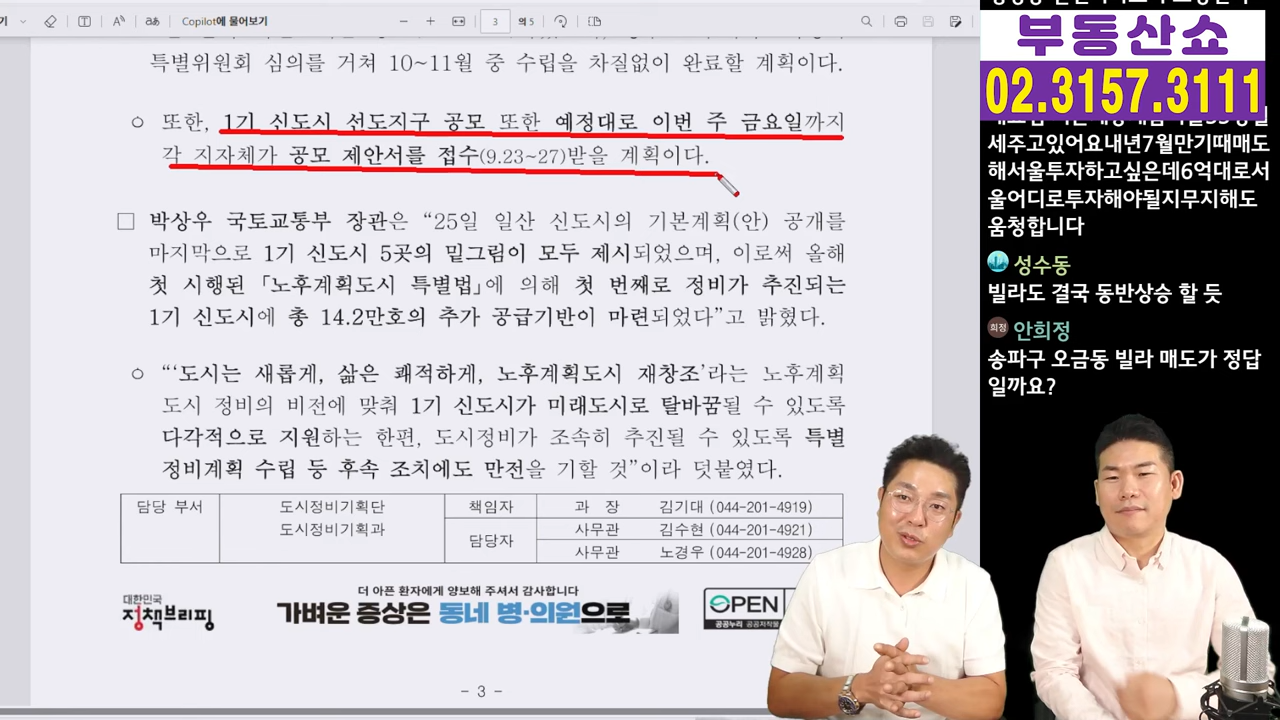 Copilot에 물어보기
3
의 5
특별위원회 심의를 거쳐 10~11월 중 수립을 차질없이 완료할 계획이다.
○ 또한, 1기 신도시 선도지구 공모 또한 예정대로 이번 주 금요일까지
각 지자체가 공모 제안서를 접수(9.23~27)받을 계획이다.
□ 박상우 국토교통부 장관은 “25일 일산 신도시의 기본계획(안) 공개를
마지막으로 1기 신도시 5곳의 밑그림이 모두 제시되었으며, 이로써 올해
첫 시행된 「노후계획도시 특별법」에 의해 첫 번째로 정비가 추진되는
1기 신도시에 총 14.2만호의 추가 공급기반이 마련되었다”고 밝혔다.
○ “‘도시는 새롭게, 삶은 쾌적하게, 노후계획도시 재창조’라는 노후계획
도시 정비의 비전에 맞춰 1기 신도시가 미래도시로 탈바꿈될 수 있도록
다각적으로 지원하는 한편, 도시정비가 조속히 추진될 수 있도록 특별
정비계획 수립 등 후속 조치에도 만전을 기할 것”이라 덧붙였다.
담당 부서 도시정비기획단 책임자 과 장 김기대 (044-201-4919)
도시정비기획과 담당자 사무관 김수현 (044-201-4921)
사무관 노경우 (044-201-4928)
대한민국
정책브리핑
더 아픈 환자에게 양보해 주셔서 감사합니다
가벼운 증상은 동네 병·의원으로
OPEN
공공누리 공공저작물
- 3 -
부동산쇼
02.3157.3111
세주고있어요내년7월만기때매도
해서울투자하고싶은데6억대로서
울어디로투자해야될지무지해도
움청합니다
성수동
빌라도 결국 동반상승 할 듯
희정 안희정
송파구 오금동 빌라 매도가 정답
일까요?